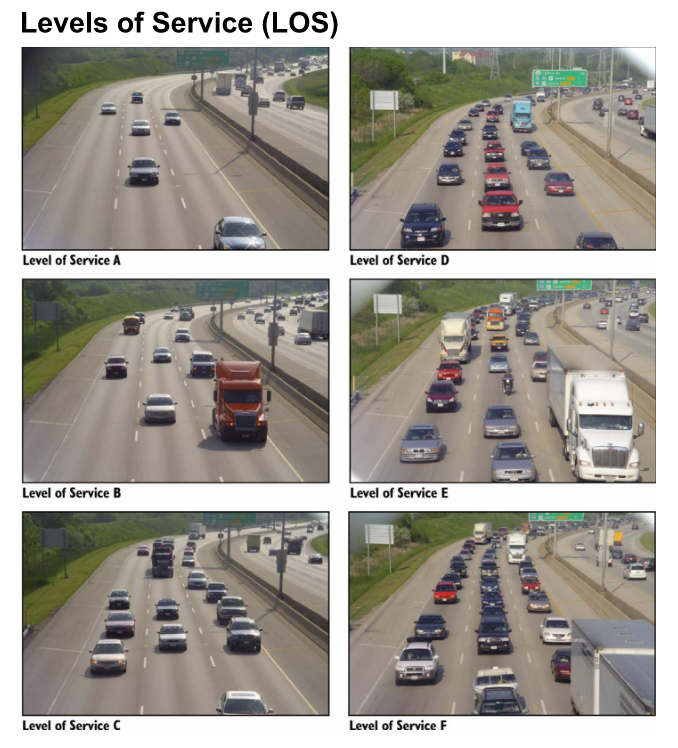 Levels of Service (LOS)
Level of Service A
Level of Service D
Level of Service B
Level of Service E
Level of Service C
Level of Service F